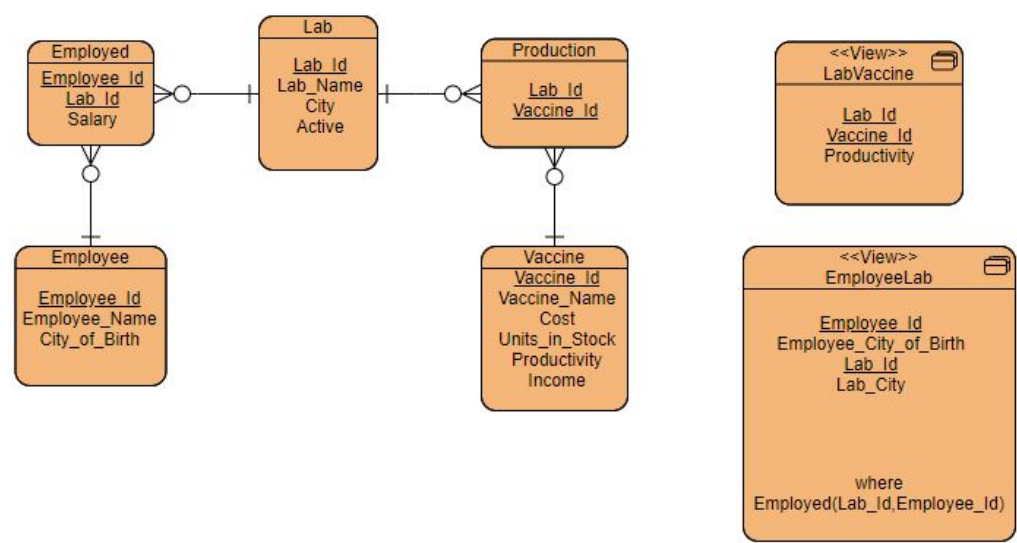 Employed
Employee_Id
Lab_Id
Salary
Lab
Lab_Id
Lab_Name
City
Active
Production
Lab_Id
Vaccine_Id
<<View>>
LabVaccine
Lab_Id
Vaccine_Id
Productivity
Employee
Employee_Id
Employee_Name
City_of_Birth
Vaccine
Vaccine_Id
Vaccine_Name
Cost
Units_in_Stock
Productivity
Income
<<View>>
EmployeeLab
Employee_Id
Employee_City_of_Birth
Lab_Id
Lab_City
where
Employed(Lab_Id,Employee_Id)